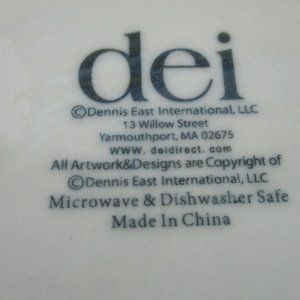 dei
©Dennis East International, LLC
13 Willow Street
Yarmouthport, MA 02675
www. deidirect. com
All Artwork&Designs are Copyright of
©Dennis East International, LLC
Microwave & Dishwasher Safe
Made In China